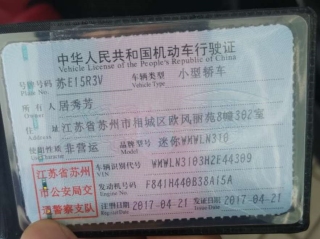 中华人民共和国机动车行驶证
Vehicle License of the People's Republic of China
号牌号码 苏E15R3V 车辆类型 小型轿车
Plate No. Vehicle Type
所有人 居秀芳
Owner
住址 江苏省苏州市相城区欧风丽苑8幢302室
Address
使用性质 非营运 品牌型号 迷你WMWLN310
Use Character Model
江苏省苏州市公安局交通警察支队
车辆识别代号 WMWLN3103H2E44309
VIN
发动机号码 F841H440B38A15A
Engine No.
注册日期 2017-04-21 发证日期 2017-04-21
Register Date Issue Date